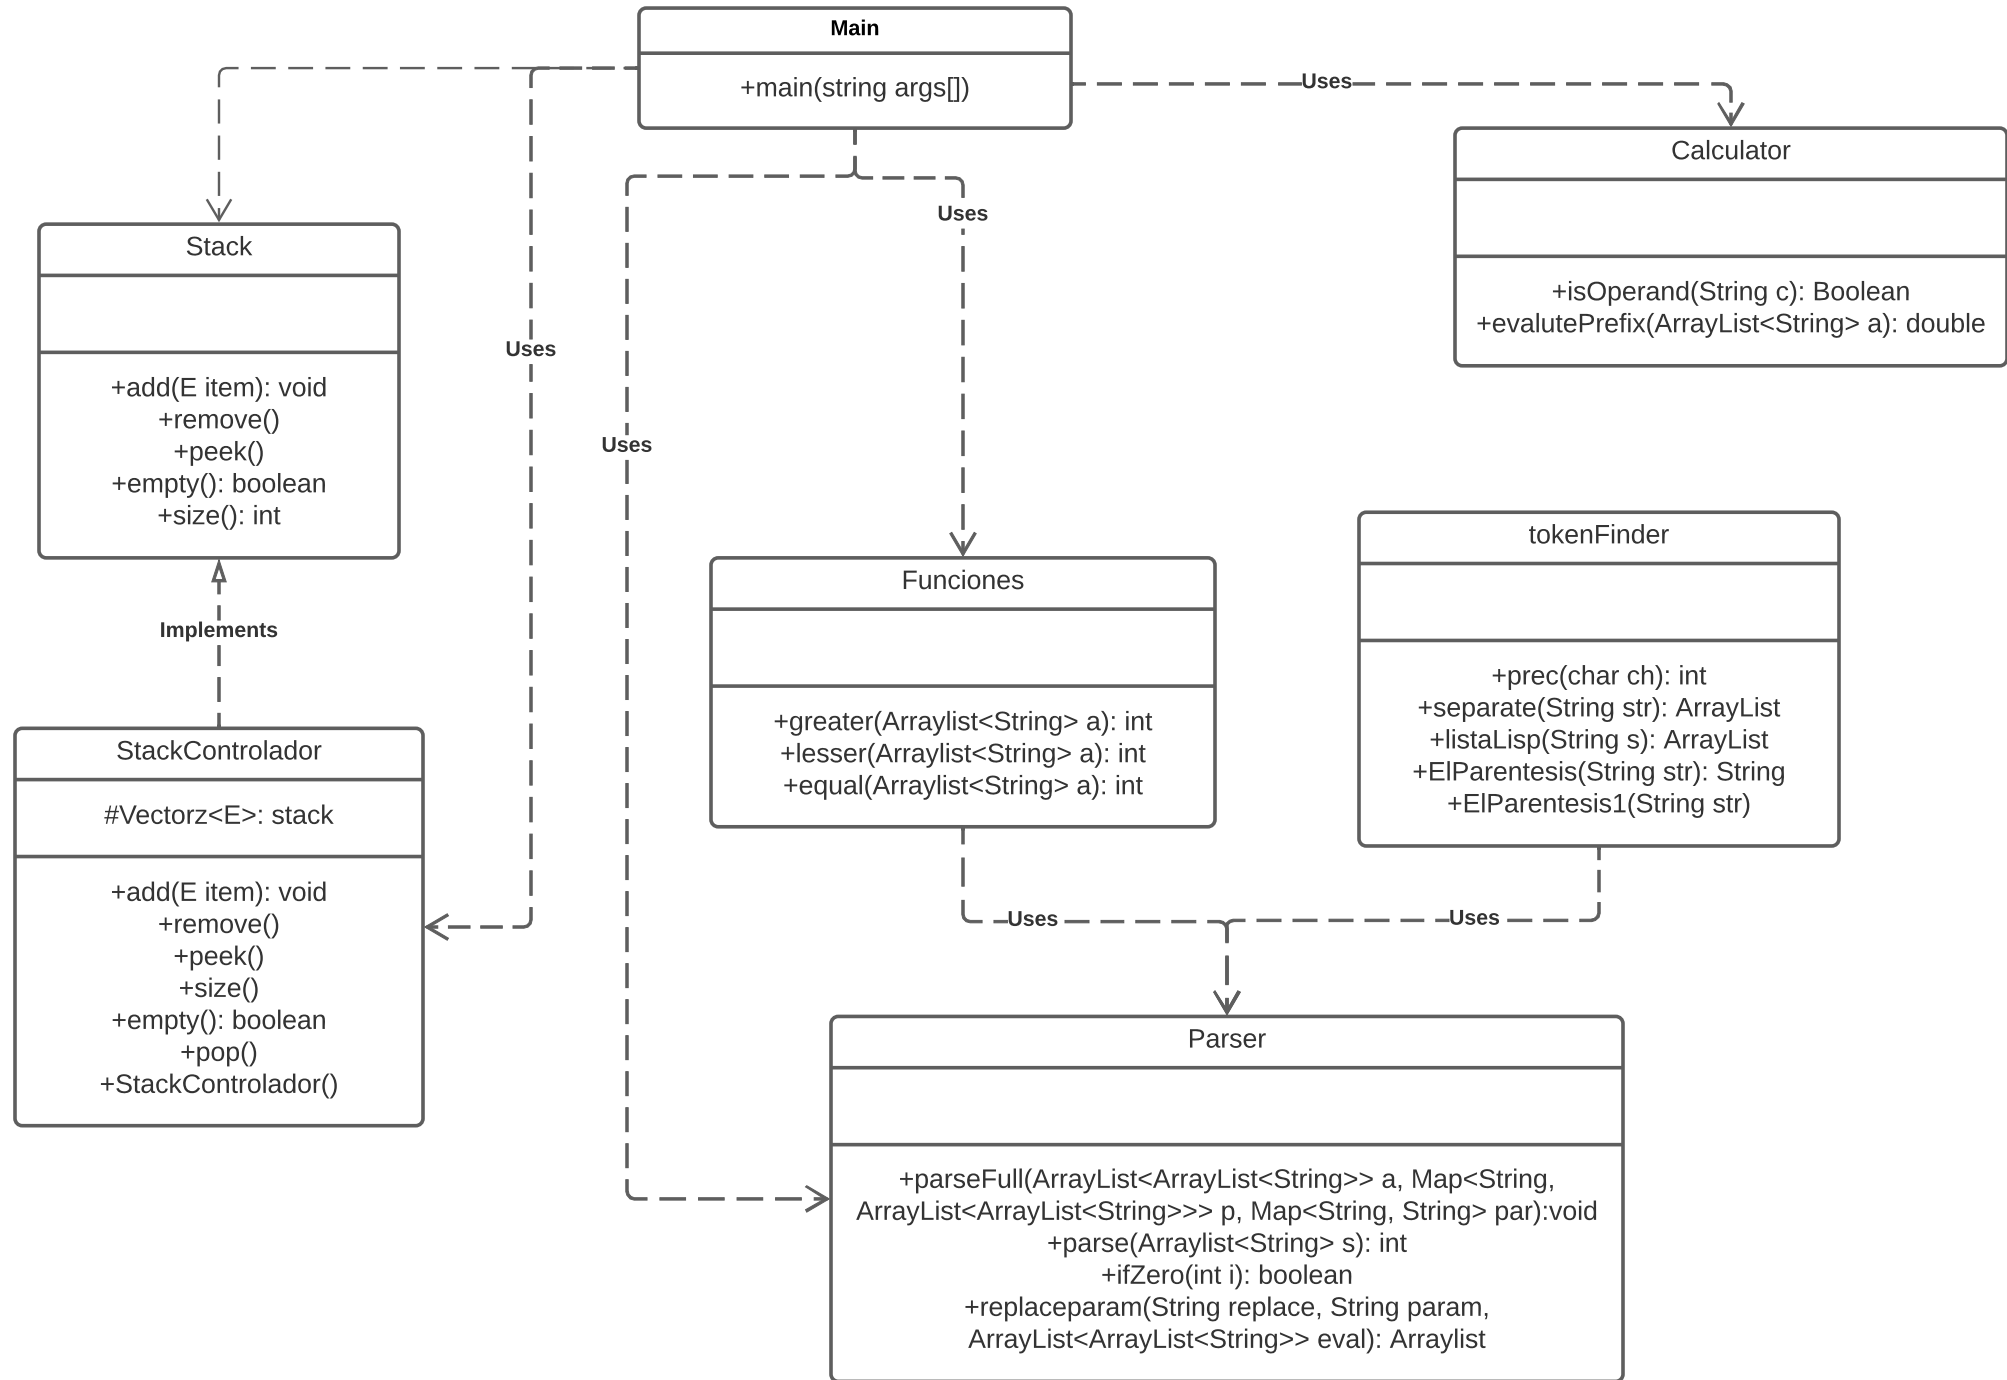 Main
+main(string args[])
Uses
Calculator
+isOperand(String c): Boolean
+evalutePrefix(ArrayList<String> a): double
Stack
+add(E item): void
+remove()
+peek()
+empty(): boolean
+size(): int
Uses
Uses
Uses
Implements
StackControlador
#Vectorz<E>: stack
+add(E item): void
+remove()
+peek()
+size()
+empty(): boolean
+pop()
+StackControlador()
Funciones
+greater(Arraylist<String> a): int
+lesser(Arraylist<String> a): int
+equal(Arraylist<String> a): int
tokenFinder
+prec(char ch): int
+separate(String str): ArrayList
+listaLisp(String s): ArrayList
+ElParentesis(String str): String
+ElParentesis1(String str)
Uses
Uses
Parser
+parseFull(ArrayList<ArrayList<String>> a, Map<String,
ArrayList<ArrayList<String>>> p, Map<String, String> par):void
+parse(Arraylist<String> s): int
+ifZero(int i): boolean
+replaceparam(String replace, String param,
ArrayList<ArrayList<String>> eval): Arraylist